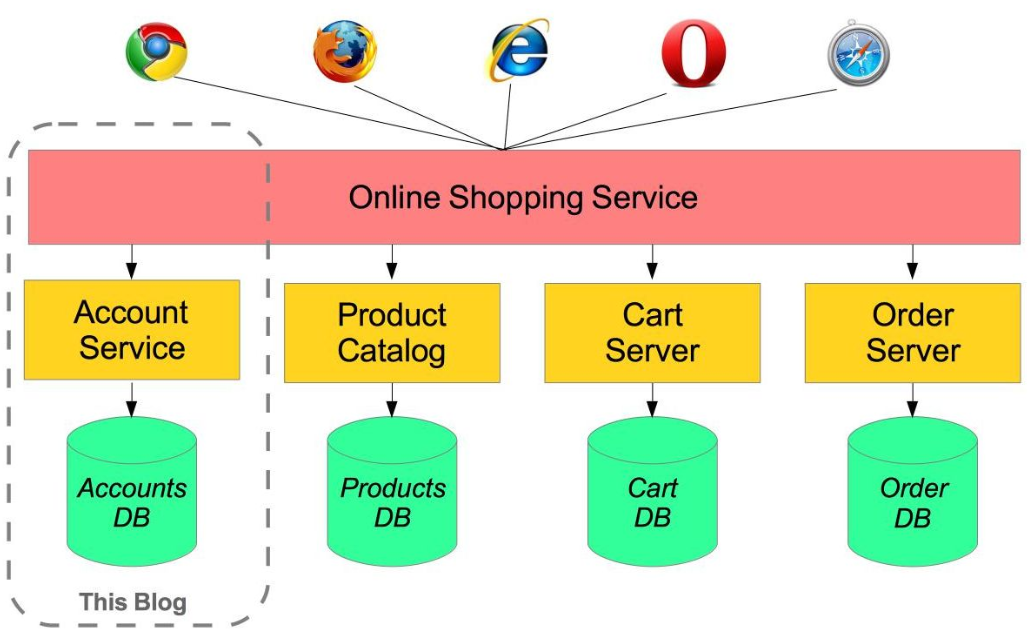 Online Shopping Service
Account
Service
Product
Catalog
Cart
Server
Order
Server
Accounts
DB
Products
DB
Cart
DB
Order
DB
This Blog